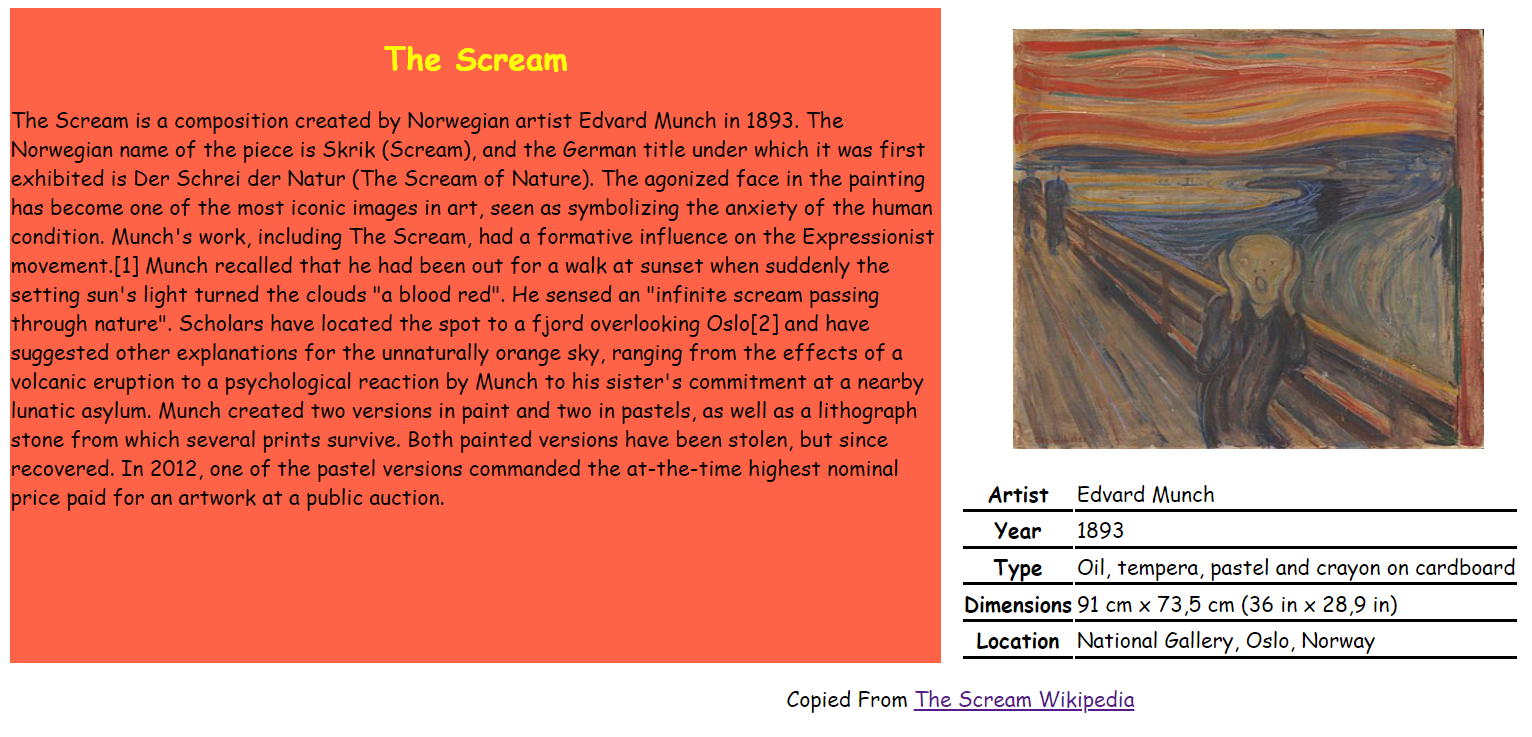 The Scream
The Scream is a composition created by Norwegian artist Edvard Munch in 1893. The
Norwegian name of the piece is Skrik (Scream), and the German title under which it was first
exhibited is Der Schrei der Natur (The Scream of Nature). The agonized face in the painting
has become one of the most iconic images in art, seen as symbolizing the anxiety of the human
condition. Munch's work, including The Scream, had a formative influence on the Expressionist
movement.[1] Munch recalled that he had been out for a walk at sunset when suddenly the
setting sun's light turned the clouds "a blood red". He sensed an "infinite scream passing
through nature". Scholars have located the spot to a fjord overlooking Oslo[2] and have
suggested other explanations for the unnaturally orange sky, ranging from the effects of a
volcanic eruption to a psychological reaction by Munch to his sister's commitment at a nearby
lunatic asylum. Munch created two versions in paint and two in pastels, as well as a lithograph
stone from which several prints survive. Both painted versions have been stolen, but since
recovered. In 2012, one of the pastel versions commanded the at-the-time highest nominal
price paid for an artwork at a public auction.
Artist Edvard Munch
Year 1893
Type Oil, tempera, pastel and crayon on cardboard
Dimensions 91 cm x 73,5 cm (36 in x 28,9 in)
Location National Gallery, Oslo, Norway
Copied From The Scream Wikipedia